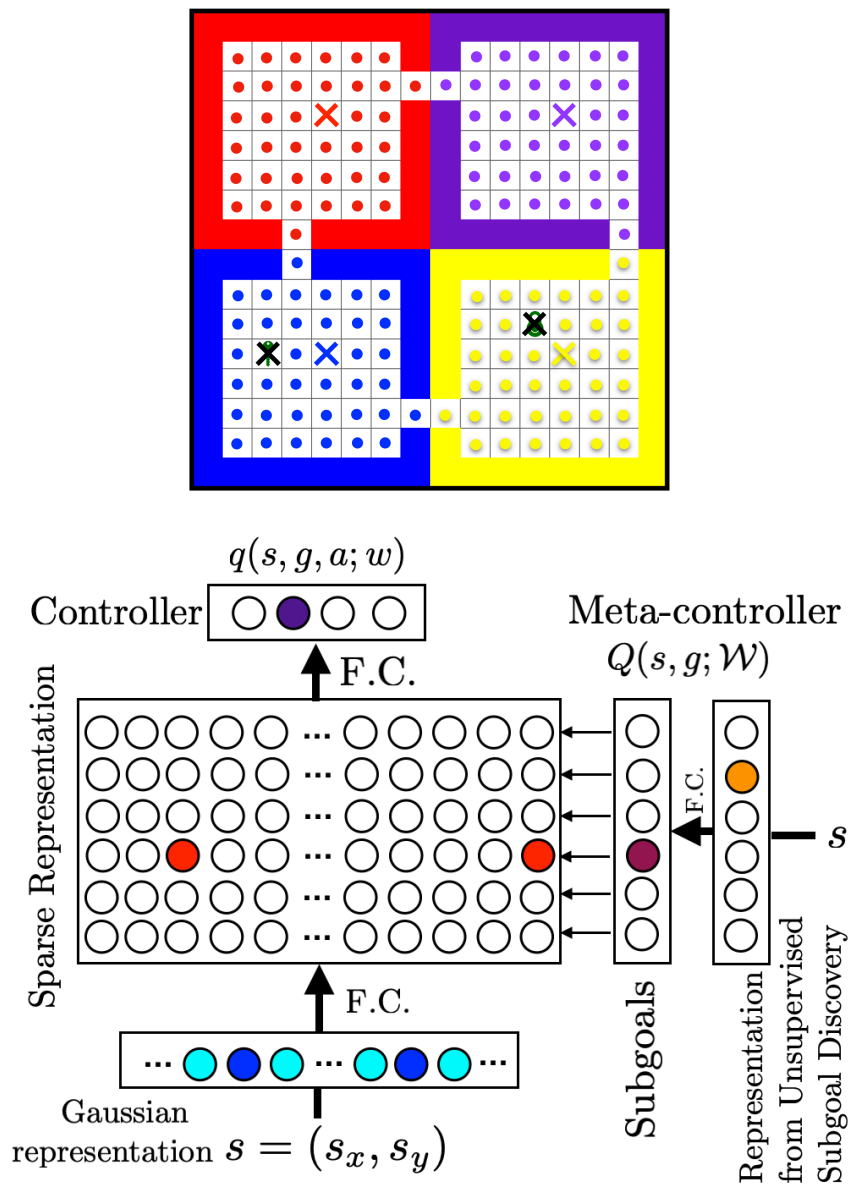 q(s, g, a; w)
Controller
Meta-controller
Q(s, g; 𝒲)
F.C.
Sparse Representation
...
...
...
...
...
...
F.C.
s
F.C.
... ... ...
Gaussian
representation s = (s_x, s_y)
Subgoals
Representation
from Unsupervised
Subgoal Discovery